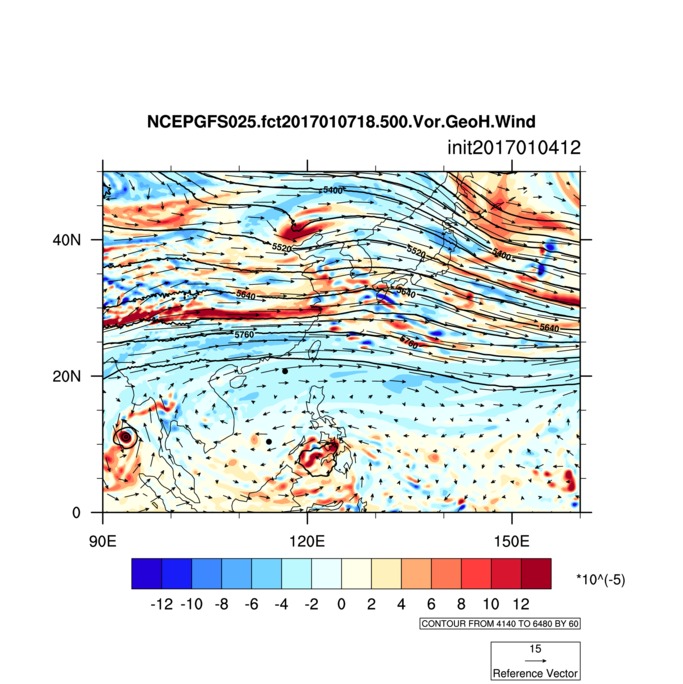 NCEPGFS025.fct2017010718.500.Vor.GeoH.Wind
init2017010412
5400
40N
5520
5520
5400
5640
5640
5640
5760
5760
20N
0
90E 120E 150E
-12 -10 -8 -6 -4 -2 0 2 4 6 8 10 12
*10^(-5)
CONTOUR FROM 4140 TO 6480 BY 60
15
Reference Vector